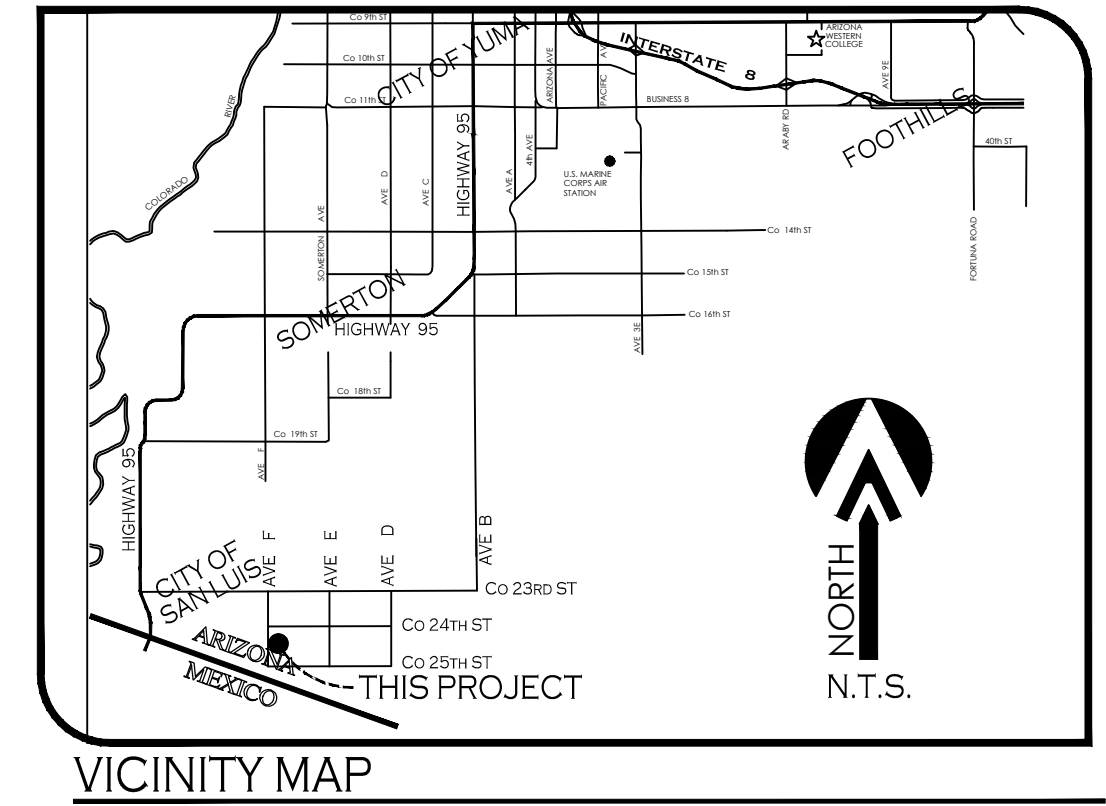 Co 9th ST
ARIZONA
WESTERN
COLLEGE
CITY OF YUMA
INTERSTATE 8
Co 10th ST
ARIZONA AVE
PACIFIC AV
AVE 9E
RIVER
Co 11th ST
BUSINESS 8
FOOTHILLS
HIGHWAY 95
4th AVE
ARABY RD
40th ST
COLORADO
AVE D
AVE C
AVE A
U.S. MARINE
CORPS AIR
STATION
SOMERTON AVE
Co 14th ST
FORTUNA ROAD
Co 15th ST
SOMERTON
HIGHWAY 95
Co 16th ST
AVE 3E
Co 18th ST
Co 19th ST
AVE F
HIGHWAY 95
AVE F
AVE E
AVE D
AVE B
CITY OF
SAN LUIS
Co 23RD ST
Co 24TH ST
Co 25TH ST
ARIZONA
MEXICO
THIS PROJECT
NORTH
N.T.S.
VICINITY MAP